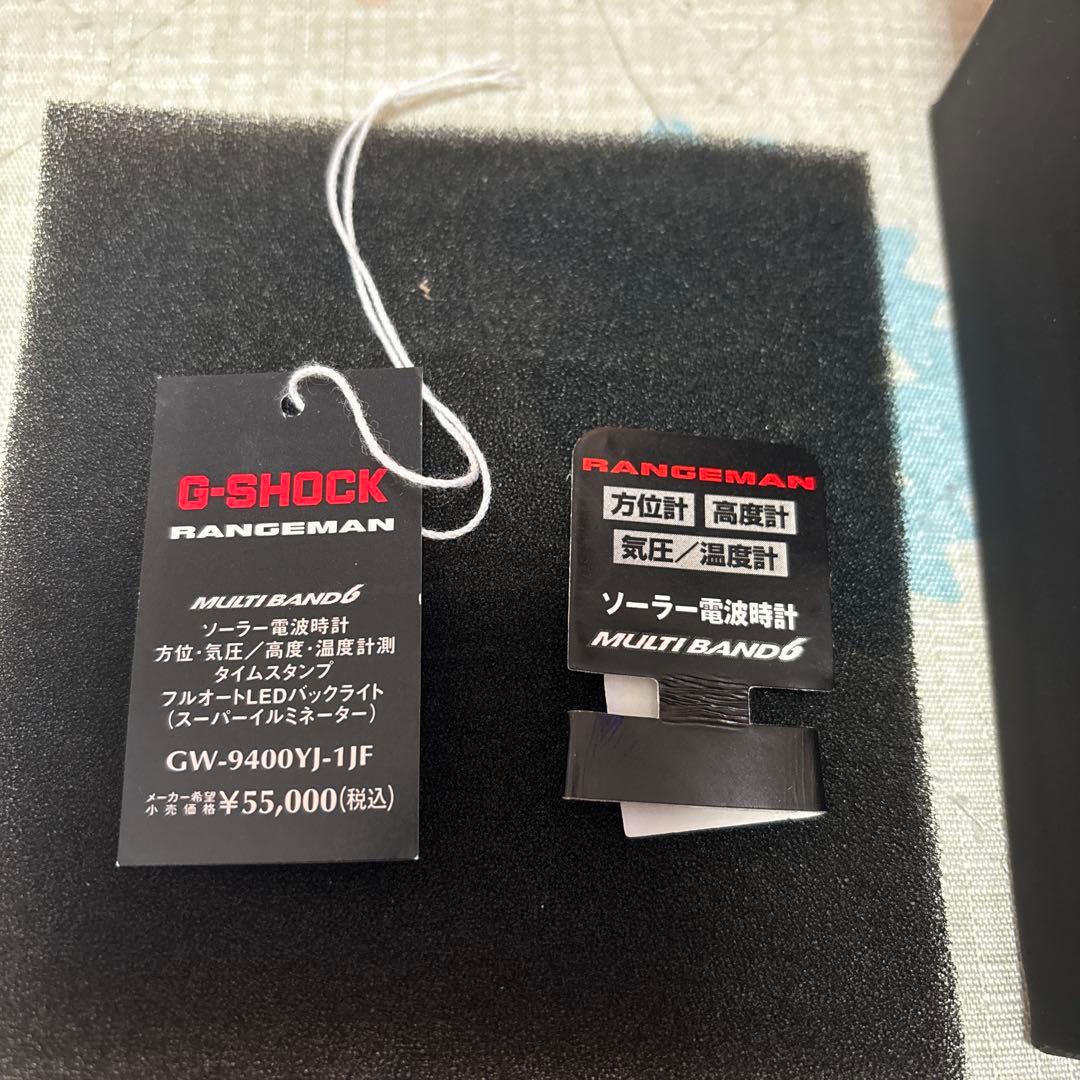 G-SHOCK
RANGEMAN
MULTI BAND 6
ソーラー電波時計
方位・気圧／高度・温度計測
タイムスタンプ
フルオートLEDバックライト
(スーパーイルミネーター)
GW-9400YJ-1JF
メーカー希望小売価格 ¥55,000(税込)
RANGEMAN
方位計 高度計
気圧／温度計
ソーラー電波時計
MULTI BAND 6